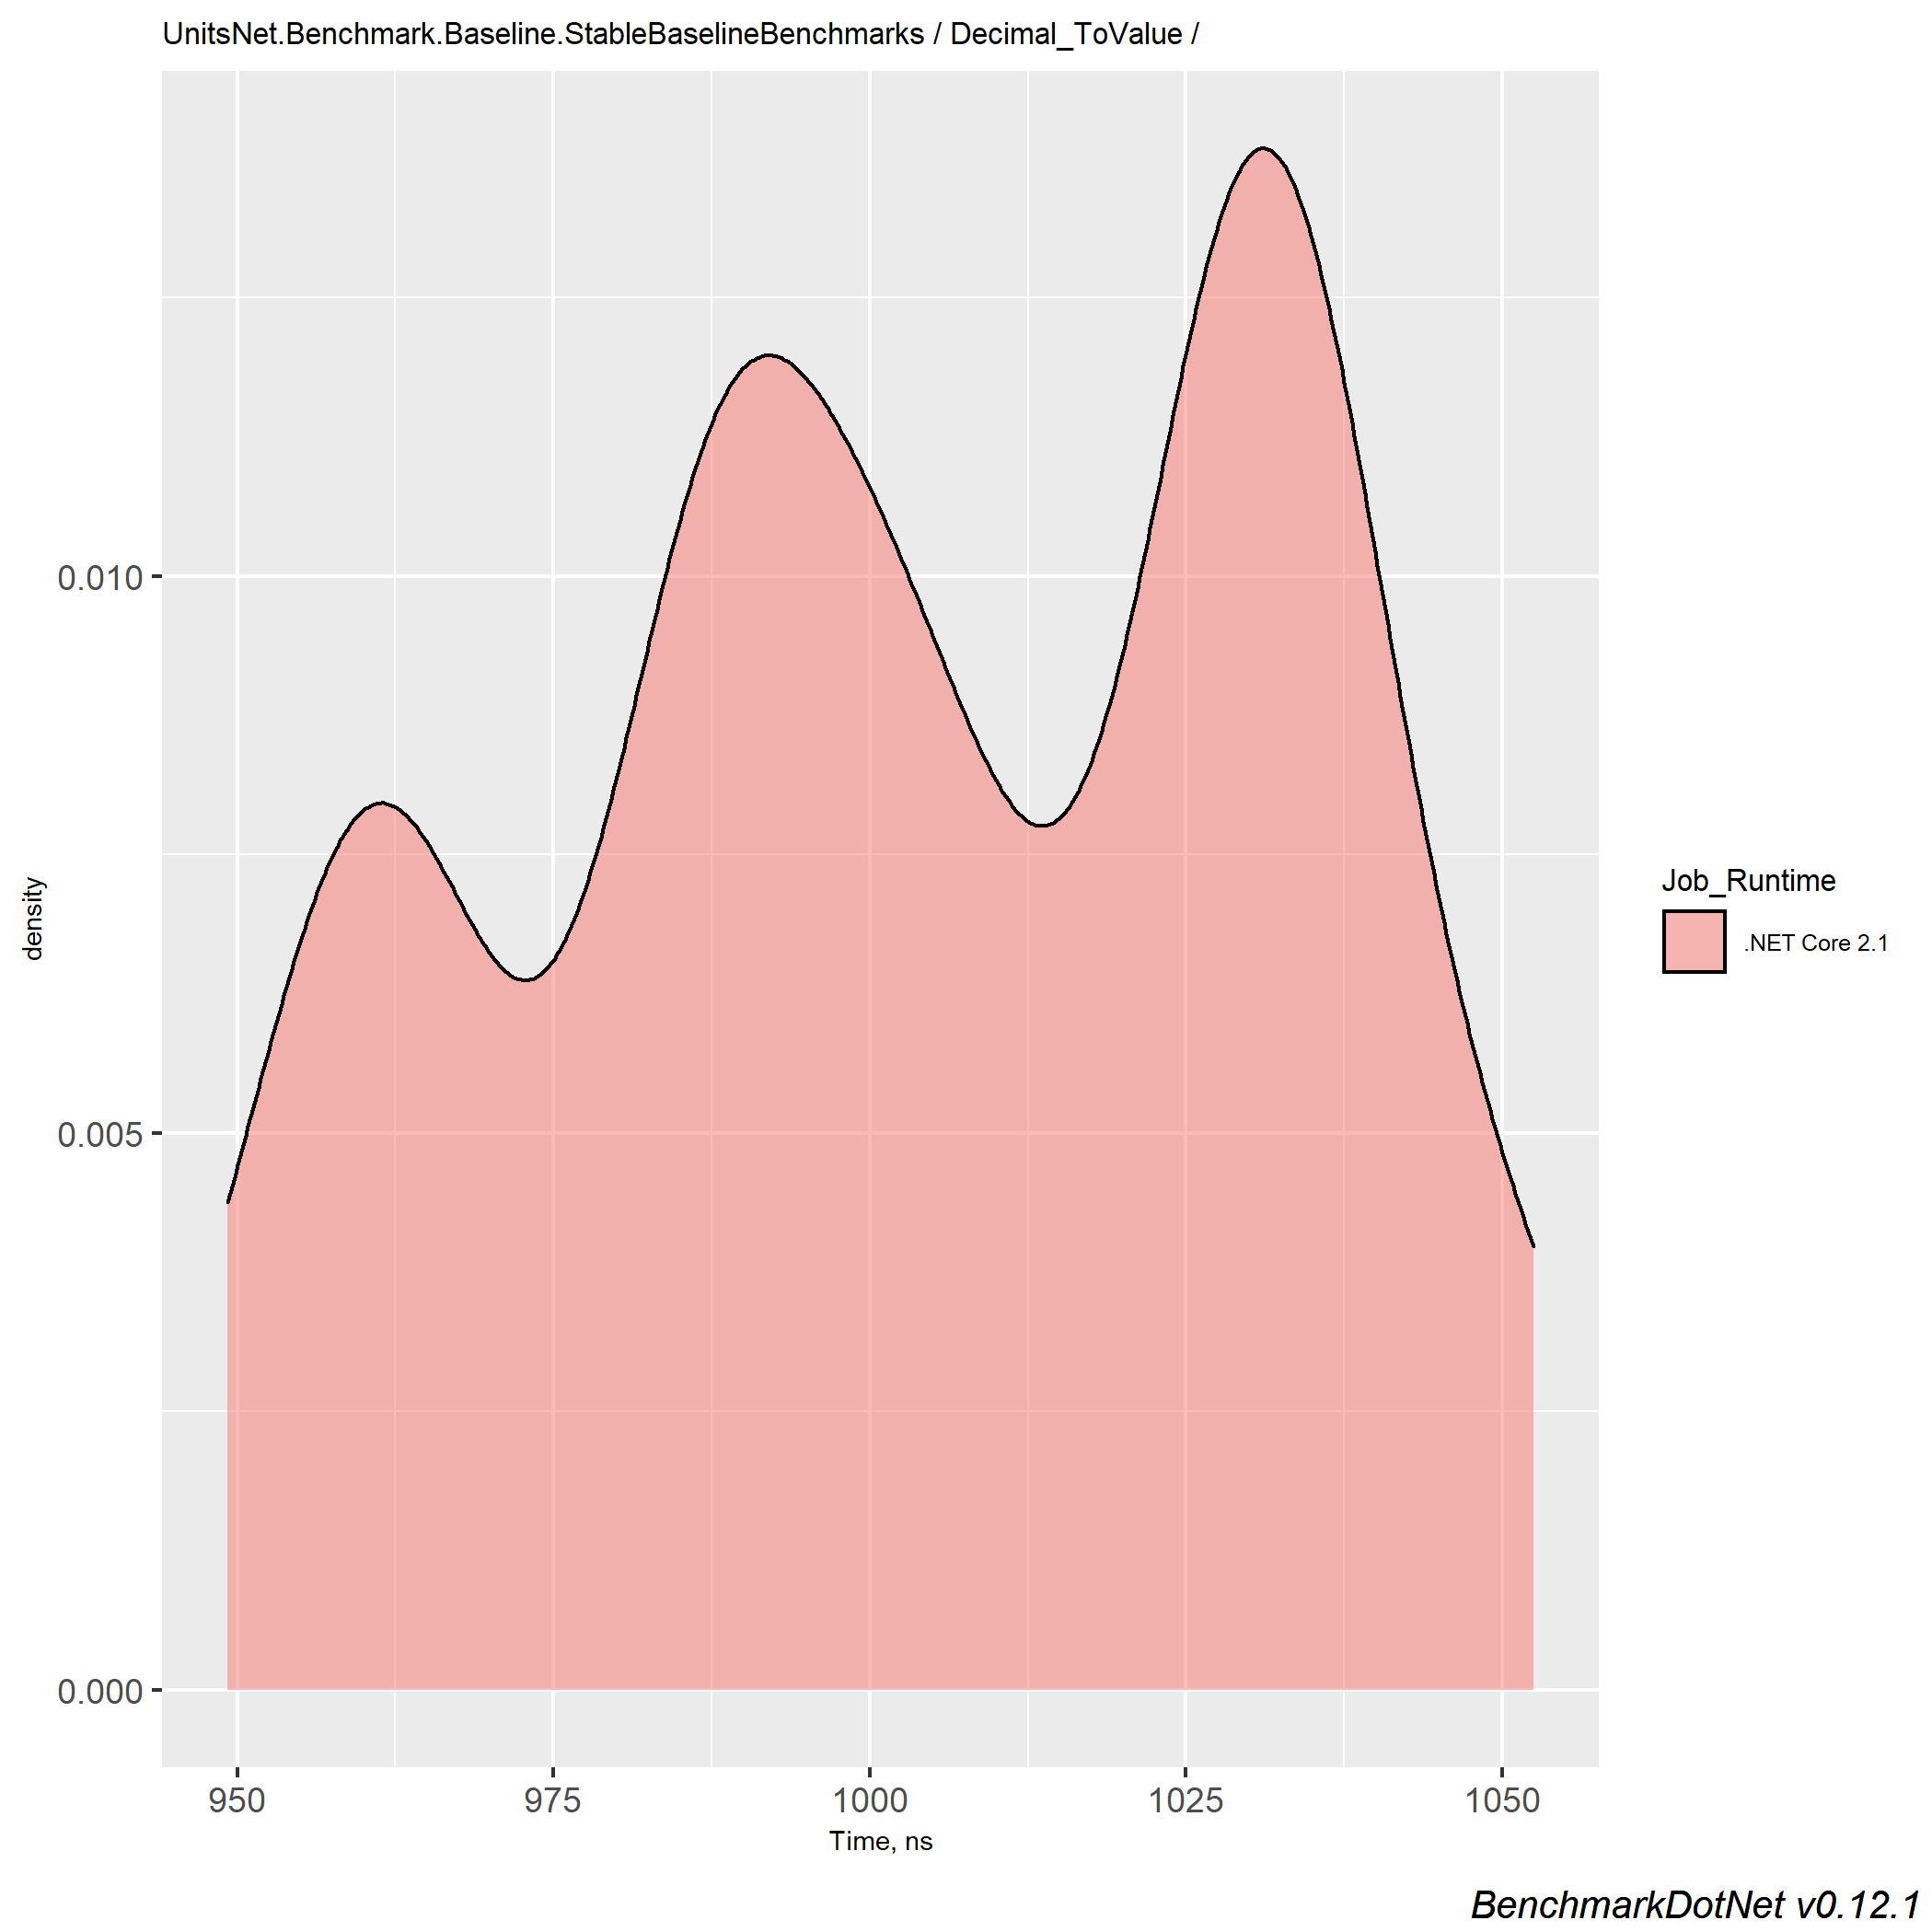 UnitsNet.Benchmark.Baseline.StableBaselineBenchmarks / Decimal_ToValue /
density
0.010
0.005
0.000
950 975 1000 1025 1050
Time, ns
Job_Runtime
.NET Core 2.1
BenchmarkDotNet v0.12.1